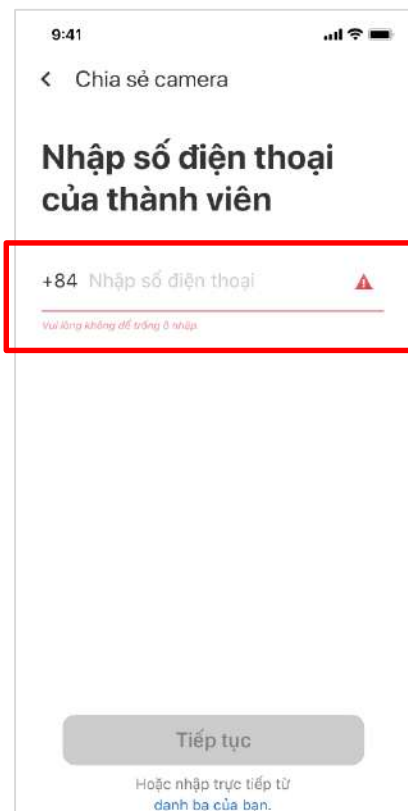 9:41
Chia sẻ camera
Nhập số điện thoại
của thành viên
+84 Nhập số điện thoại
Vui lòng không để trống ô nhập
Tiếp tục
Hoặc nhập trực tiếp từ
danh bạ của bạn.